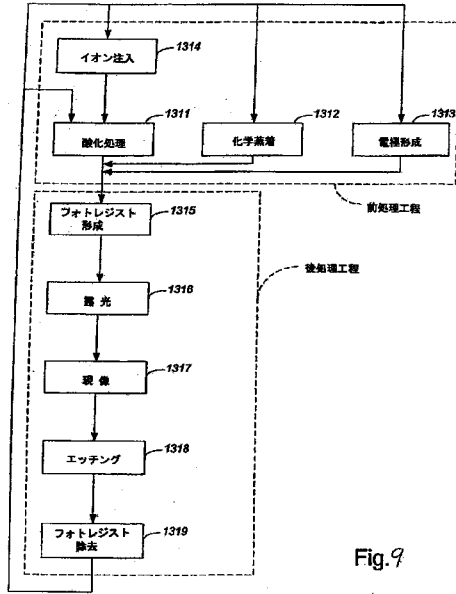 1314
イオン注入
1311
酸化処理
1312
化学蒸着
1313
電極形成
前処理工程
1315
フォトレジスト
形成
後処理工程
1316
露光
1317
現像
1318
エッチング
1319
フォトレジスト
除去
Fig.9